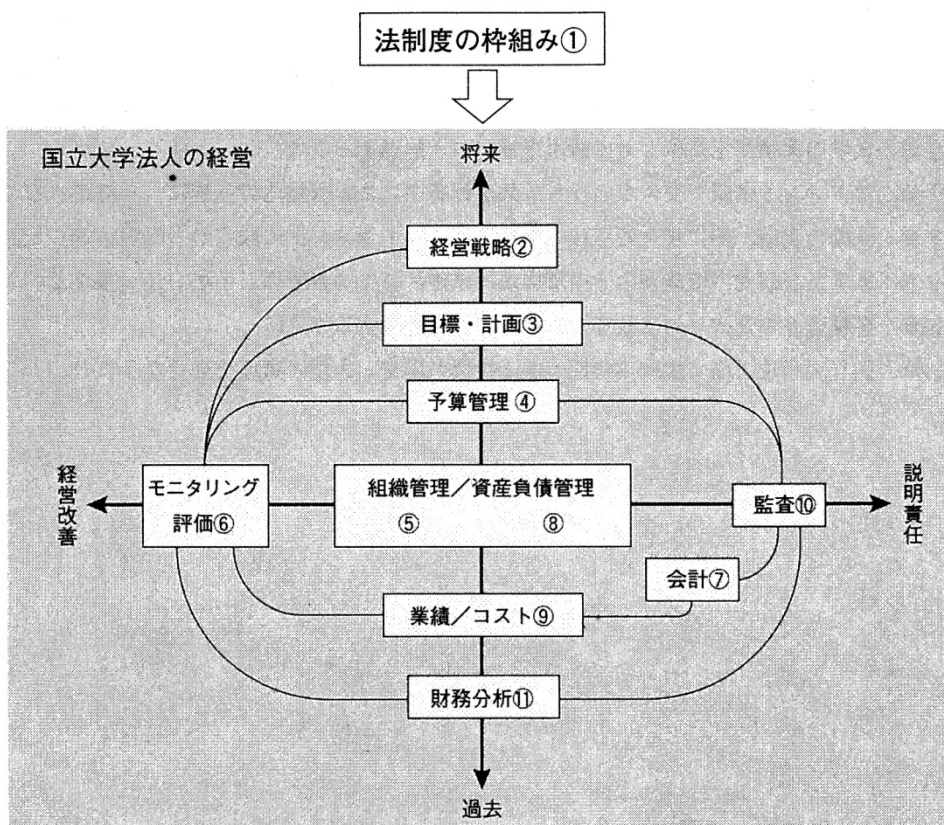 法制度の枠組み①
国立大学法人の経営
将来
経営戦略②
目標・計画③
予算管理④
経営改善
モニタリング
評価⑥
組織管理/資産負債管理
⑤ ⑧
監査⑩
説明責任
会計⑦
業績/コスト⑨
財務分析⑪
過去